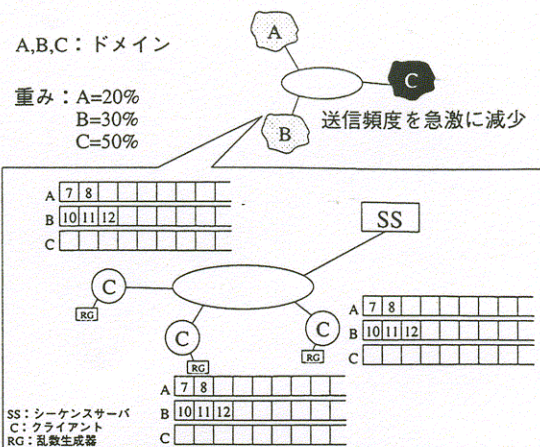 A,B,C：ドメイン
重み：A=20%
B=30%
C=50%
A
C
B
送信頻度を急激に減少
A 7 8
B 10 11 12
C
SS
C
RG
C
RG
C
RG
A 7 8
B 10 11 12
C
A 7 8
B 10 11 12
C
SS：シーケンスサーバ
C：クライアント
RG：乱数生成器